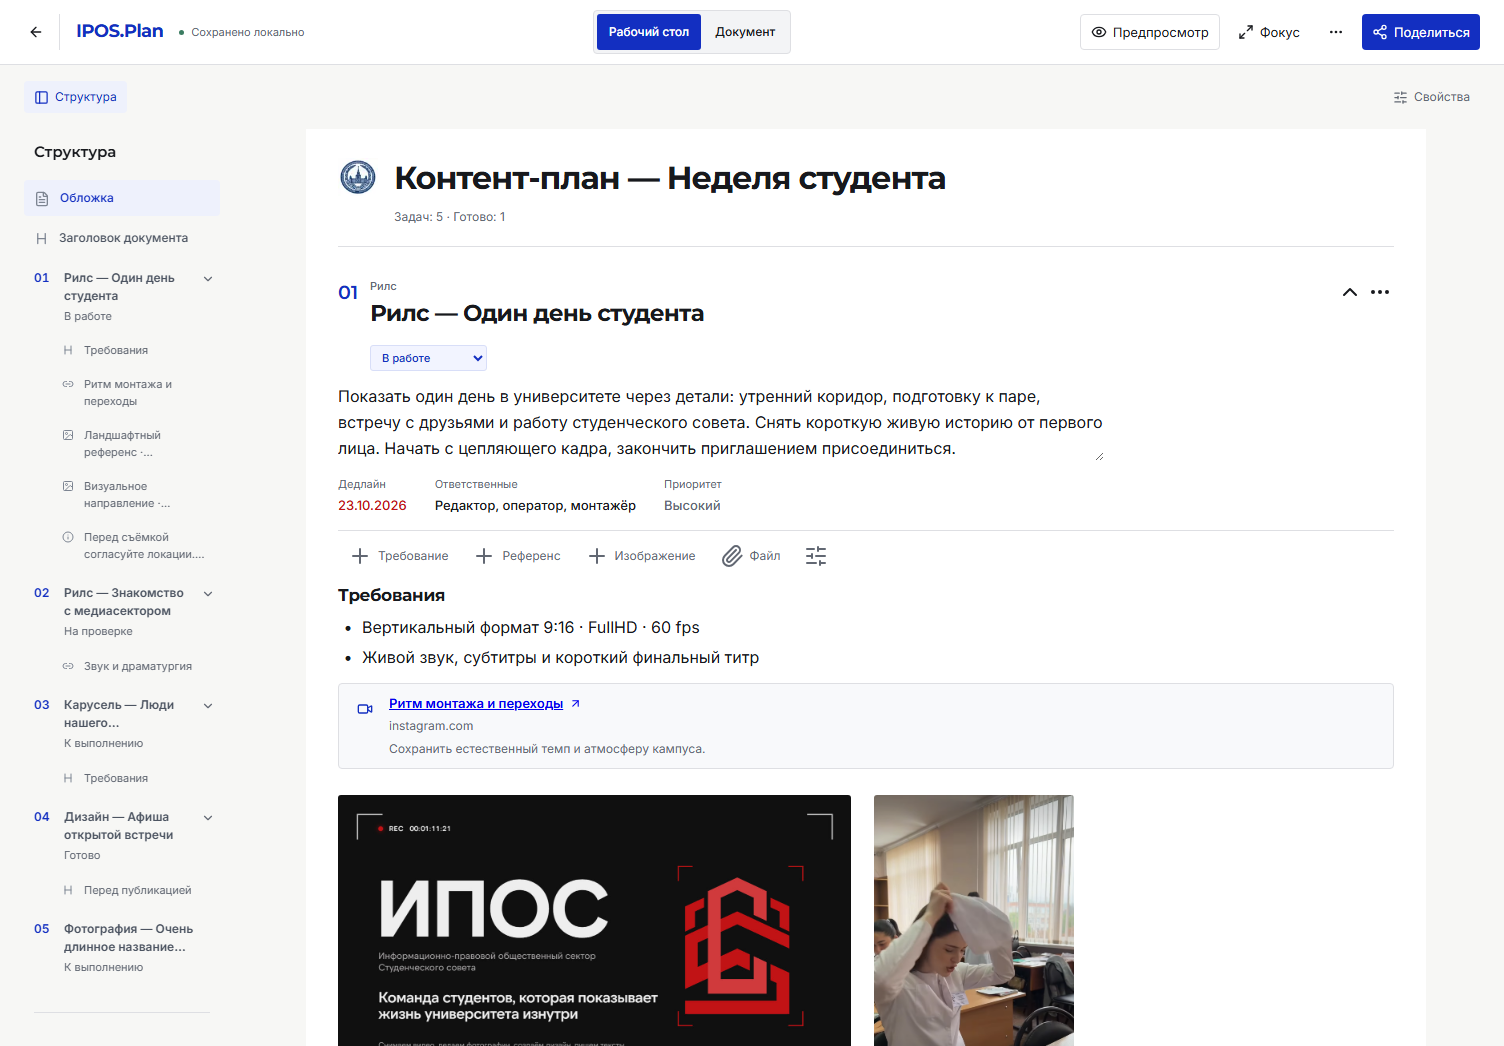 IPOS.Plan
Сохранено локально
Рабочий стол
Документ
Предпросмотр
Фокус
Поделиться
Структура
Свойства
Структура
Обложка
Заголовок документа
01 Рилс — Один день
студента
В работе
Требования
Ритм монтажа и
переходы
Ландшафтный
референс ·...
Визуальное
направление ·...
Перед съёмкой
согласуйте локации....
02 Рилс — Знакомство
с медиасектором
На проверке
Звук и драматургия
03 Карусель — Люди
нашего...
К выполнению
Требования
04 Дизайн — Афиша
открытой встречи
Готово
Перед публикацией
05 Фотография — Очень
длинное название...
К выполнению
Контент-план — Неделя студента
Задач: 5 · Готово: 1
01
Рилс
Рилс — Один день студента
В работе
Показать один день в университете через детали: утренний коридор, подготовку к паре,
встречу с друзьями и работу студенческого совета. Снять короткую живую историю от первого
лица. Начать с цепляющего кадра, закончить приглашением присоединиться.
Дедлайн
23.10.2026
Ответственные
Редактор, оператор, монтажёр
Приоритет
Высокий
Требование
Референс
Изображение
Файл
Требования
• Вертикальный формат 9:16 · FullHD · 60 fps
• Живой звук, субтитры и короткий финальный титр
Ритм монтажа и переходы
instagram.com
Сохранить естественный темп и атмосферу кампуса.
REC 00:01:11:21
ИПОС
Информационно-правовой общественный сектор
Студенческого совета
Команда студентов, которая показывает
жизнь университета изнутри